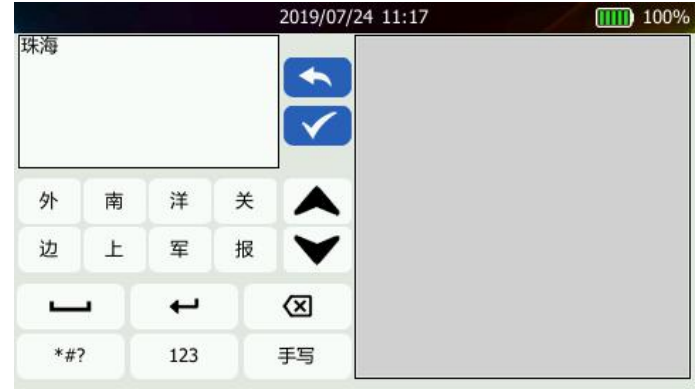 2019/07/24 11:17 100%
珠海
外 南 洋 关
边 上 军 报
*#? 123 手写